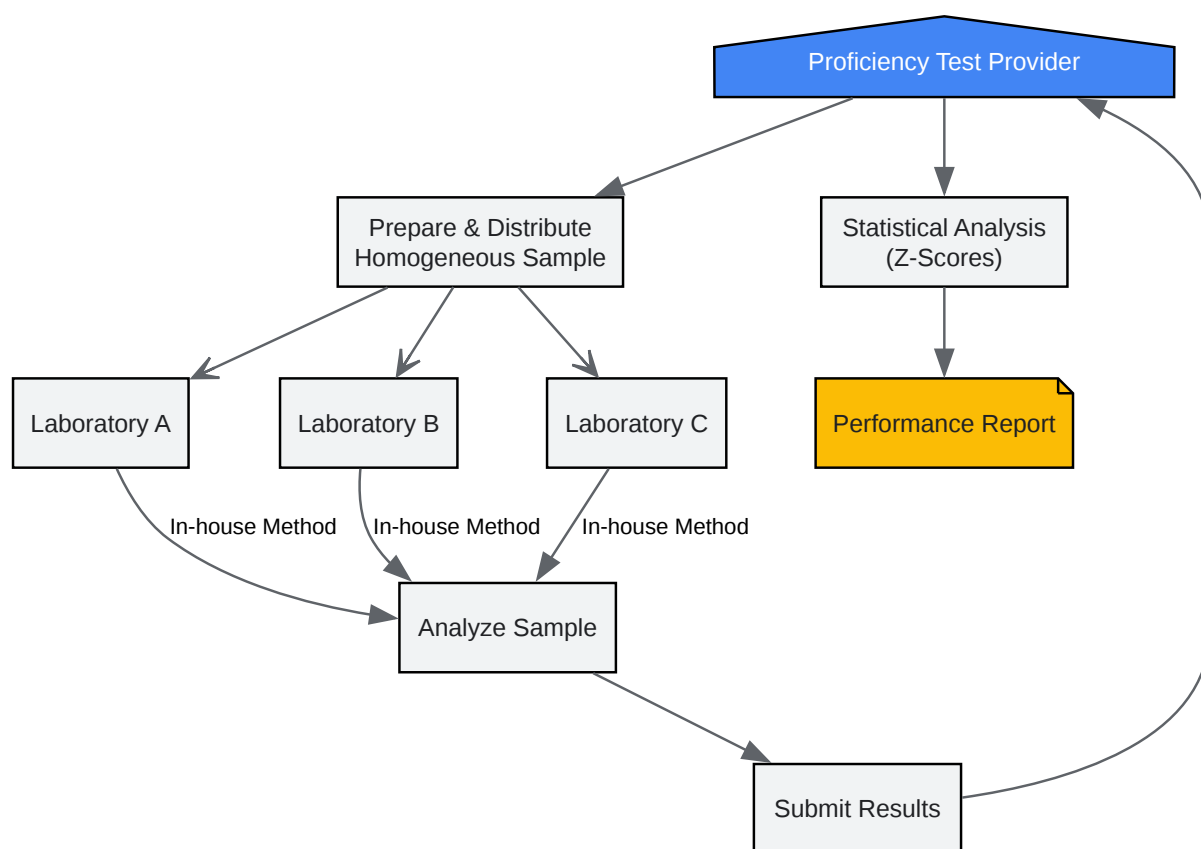 Proficiency Test Provider
Prepare & Distribute
Homogeneous Sample
Statistical Analysis
(Z-Scores)
Laboratory A
Laboratory B
Laboratory C
Performance Report
In-house Method
In-house Method
In-house Method
Analyze Sample
Submit Results